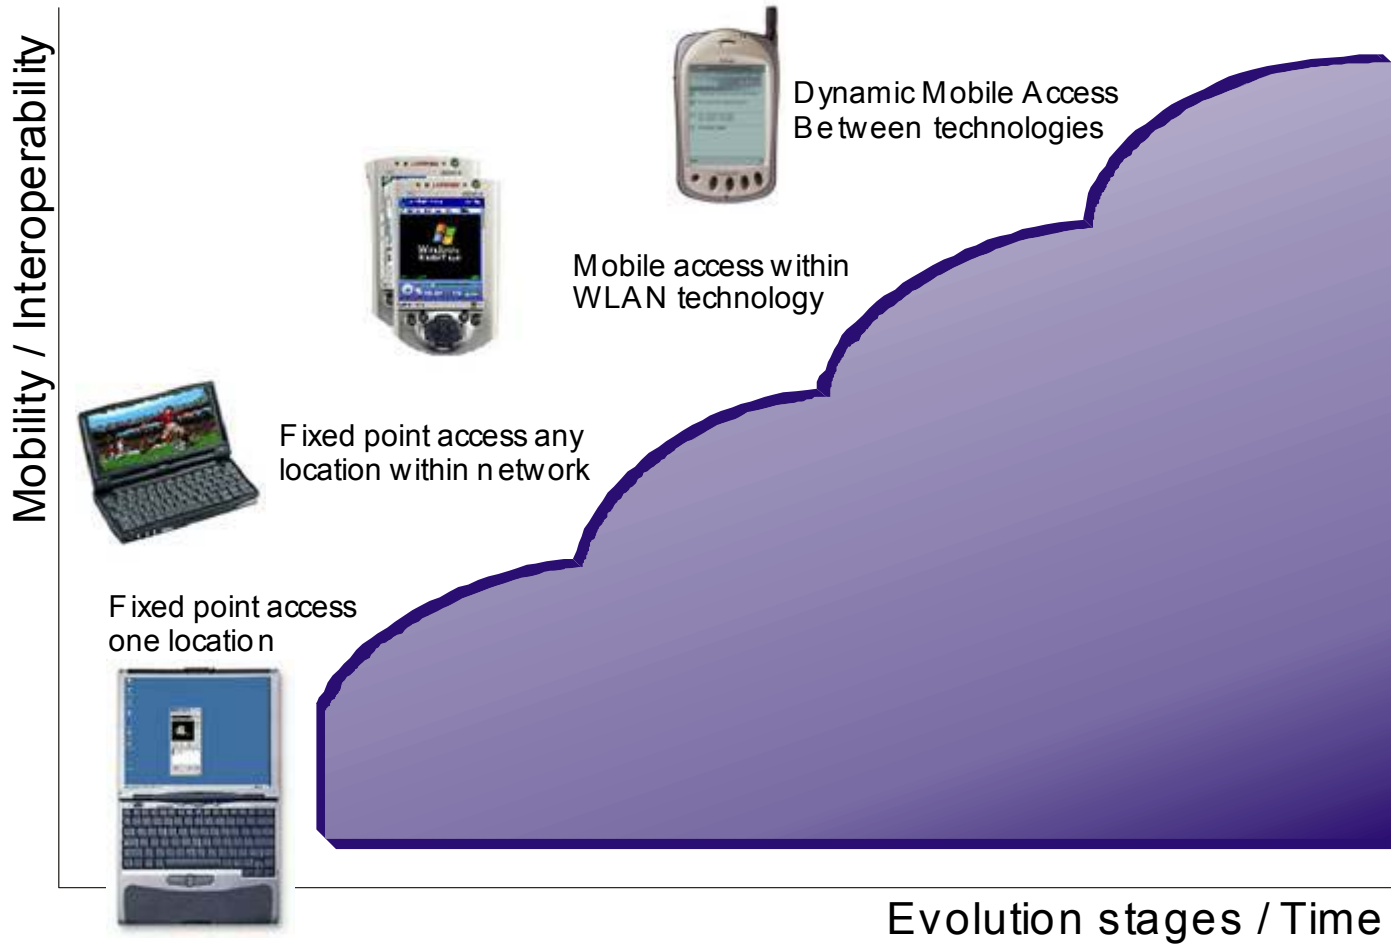 Mobility / Interoperability
Dynamic Mobile Access
Between technologies
Mobile access within
WLAN technology
Fixed point access any
location within network
Fixed point access
one location
Evolution stages / Time